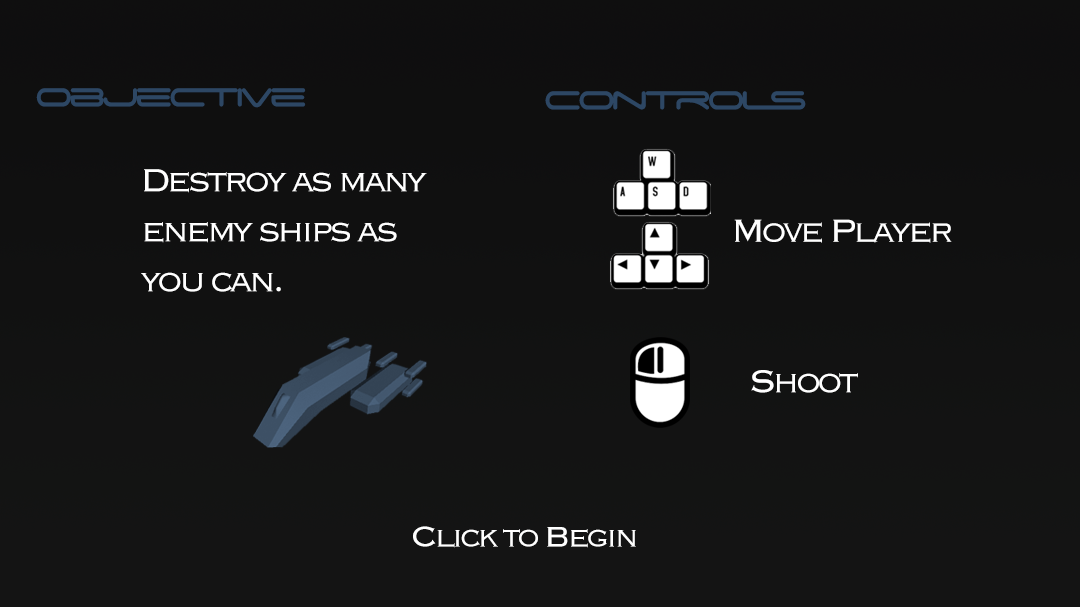 OBJECTIVE
Destroy as many
enemy ships as
you can.
CONTROLS
W
A S D
Move Player
Shoot
Click to Begin